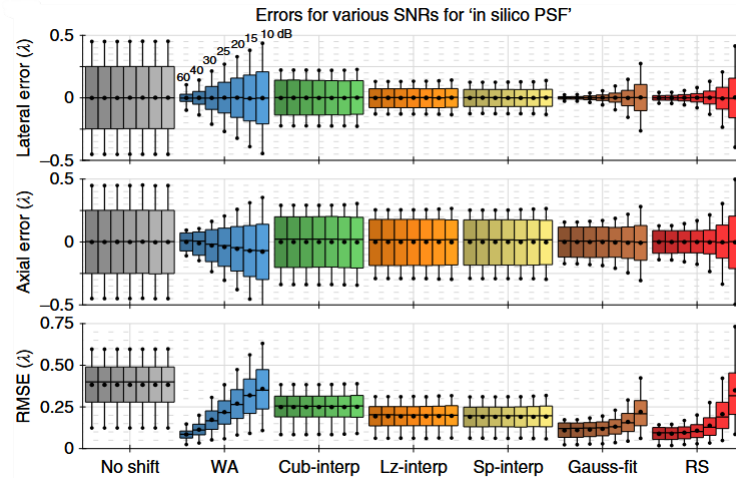 Errors for various SNRs for ‘in silico PSF’
Lateral error (λ)
0.5
0
−0.5
60
40
30
25
20
15
10 dB
Axial error (λ)
0.5
0
−0.5
RMSE (λ)
0.75
0.50
0.25
0
No shift WA Cub-interp Lz-interp Sp-interp Gauss-fit RS